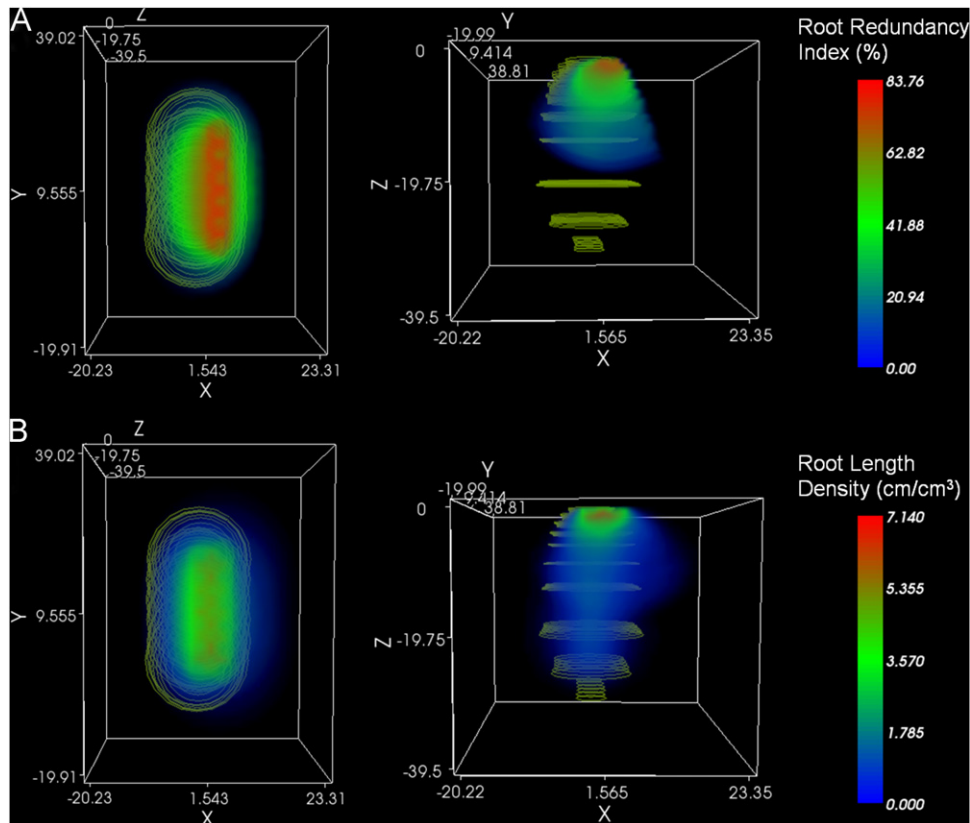 A
Z
0
-19.75
-39.5
39.02
Y
9.555
-19.91
-20.23
1.543
23.31
X
Y
-19.99
9.414
38.81
0
Z
-19.75
-39.5
-20.22
1.565
23.35
X
Root Redundancy
Index (%)
83.76
62.82
41.88
20.94
0.00
B
Z
0
-19.75
-39.5
39.02
Y
9.555
-19.91
-20.23
1.543
23.31
X
Y
-19.99
9.414
38.81
0
Z
-19.75
-39.5
-20.22
1.565
23.35
X
Root Length
Density (cm/cm³)
7.140
5.355
3.570
1.785
0.000